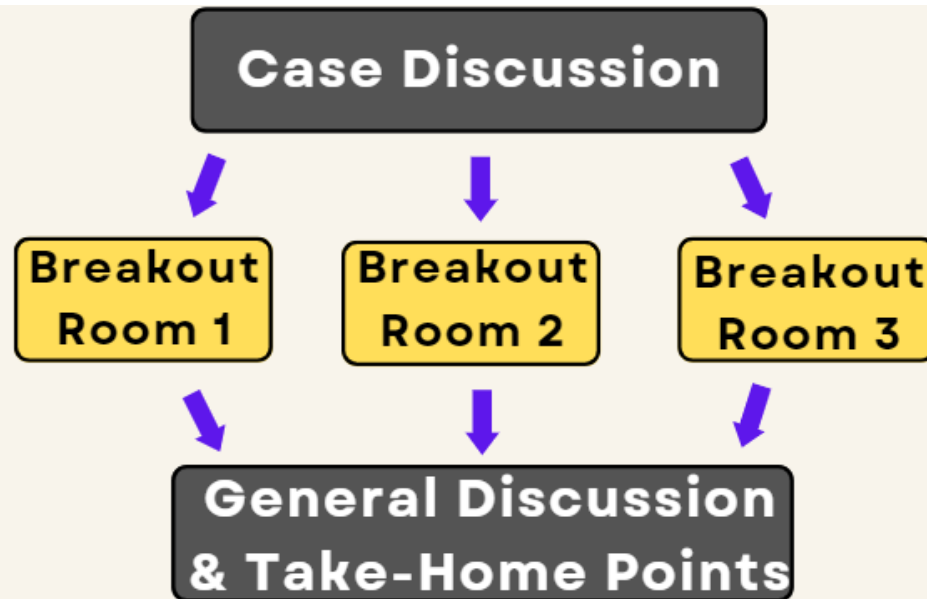 Case Discussion
Breakout
Room 1
Breakout
Room 2
Breakout
Room 3
General Discussion
& Take-Home Points